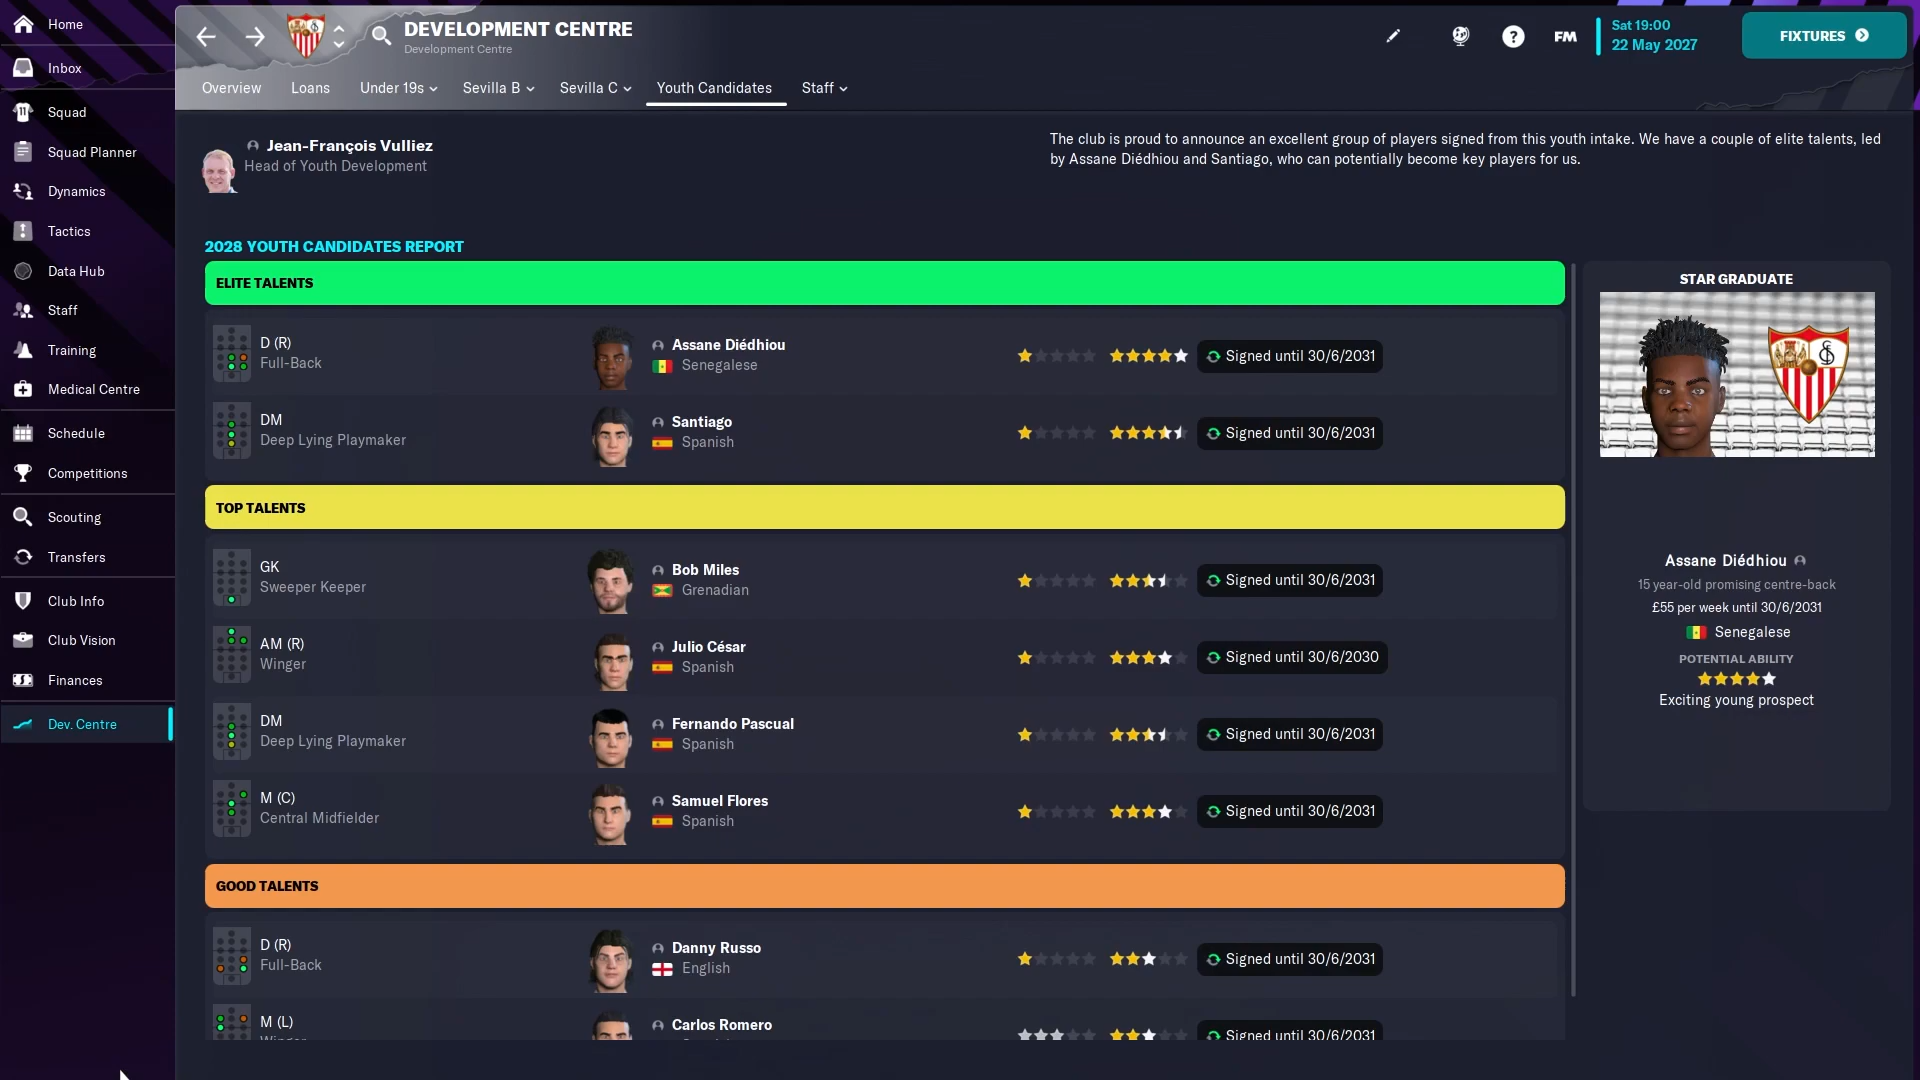 Home
Inbox
Squad
Squad Planner
Dynamics
Tactics
Data Hub
Staff
Training
Medical Centre
Schedule
Competitions
Scouting
Transfers
Club Info
Club Vision
Finances
Dev. Centre
DEVELOPMENT CENTRE
Development Centre
FM
Sat 19:00
22 May 2027
FIXTURES
Overview Loans Under 19s Sevilla B Sevilla C Youth Candidates Staff
Jean-François Vulliez
Head of Youth Development
The club is proud to announce an excellent group of players signed from this youth intake. We have a couple of elite talents, led
by Assane Diédhiou and Santiago, who can potentially become key players for us.
2028 YOUTH CANDIDATES REPORT
ELITE TALENTS
D (R)
Full-Back
Assane Diédhiou
Senegalese
Signed until 30/6/2031
DM
Deep Lying Playmaker
Santiago
Spanish
Signed until 30/6/2031
TOP TALENTS
GK
Sweeper Keeper
Bob Miles
Grenadian
Signed until 30/6/2031
AM (R)
Winger
Julio César
Spanish
Signed until 30/6/2030
DM
Deep Lying Playmaker
Fernando Pascual
Spanish
Signed until 30/6/2031
M (C)
Central Midfielder
Samuel Flores
Spanish
Signed until 30/6/2031
GOOD TALENTS
D (R)
Full-Back
Danny Russo
English
Signed until 30/6/2031
M (L)
Winger
Carlos Romero
Signed until 30/6/2031
STAR GRADUATE
Assane Diédhiou
15 year-old promising centre-back
£55 per week until 30/6/2031
Senegalese
POTENTIAL ABILITY
Exciting young prospect